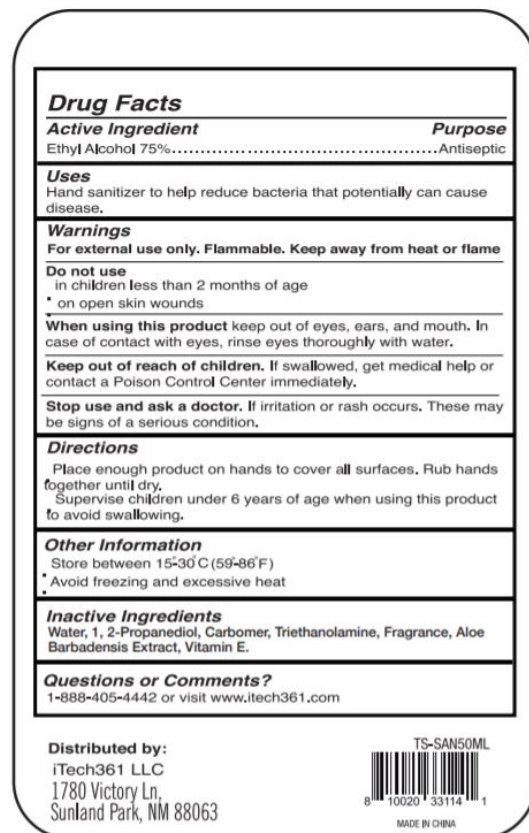 Drug Facts
Active Ingredient Purpose
Ethyl Alcohol 75%................................................Antiseptic
Uses
Hand sanitizer to help reduce bacteria that potentially can cause
disease.
Warnings
For external use only. Flammable. Keep away from heat or flame
Do not use
in children less than 2 months of age
• on open skin wounds
•
When using this product keep out of eyes, ears, and mouth. In
case of contact with eyes, rinse eyes thoroughly with water.
Keep out of reach of children. If swallowed, get medical help or
contact a Poison Control Center immediately.
Stop use and ask a doctor. If irritation or rash occurs. These may
be signs of a serious condition.
Directions
Place enough product on hands to cover all surfaces. Rub hands
•together until dry.
Supervise children under 6 years of age when using this product
•to avoid swallowing.
Other Information
Store between 15°-30°C (59°-86°F)
• Avoid freezing and excessive heat
•
Inactive Ingredients
Water, 1, 2-Propanediol, Carbomer, Triethanolamine, Fragrance, Aloe
Barbadensis Extract, Vitamin E.
Questions or Comments?
1-888-405-4442 or visit www.itech361.com
Distributed by:
iTech361 LLC
1780 Victory Ln,
Sunland Park, NM 88063
TS-SAN50ML
8 10020 33114 1
MADE IN CHINA